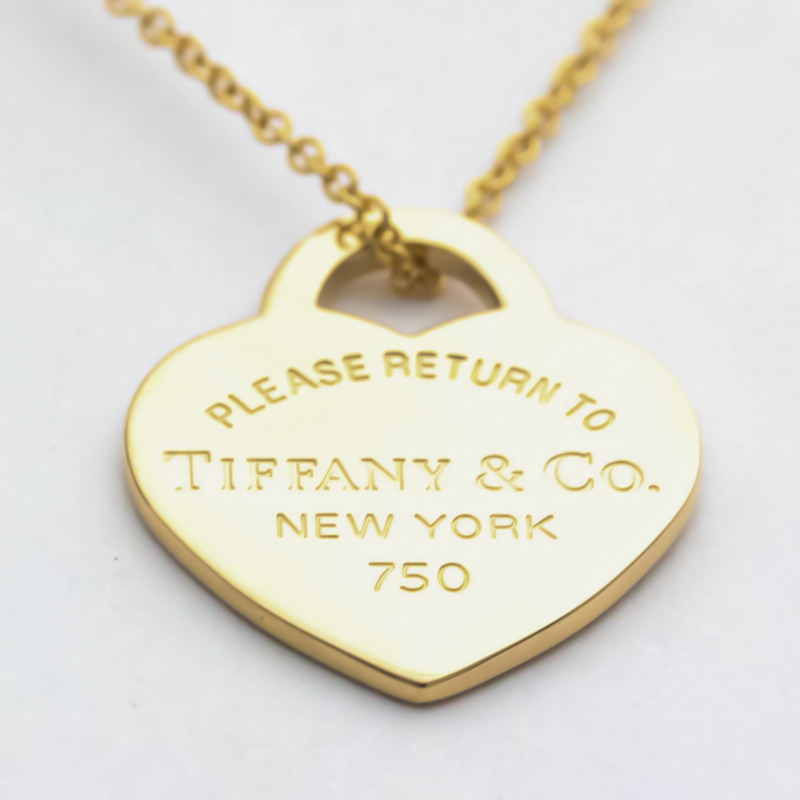 PLEASE RETURN TO
TIFFANY & CO.
NEW YORK
750